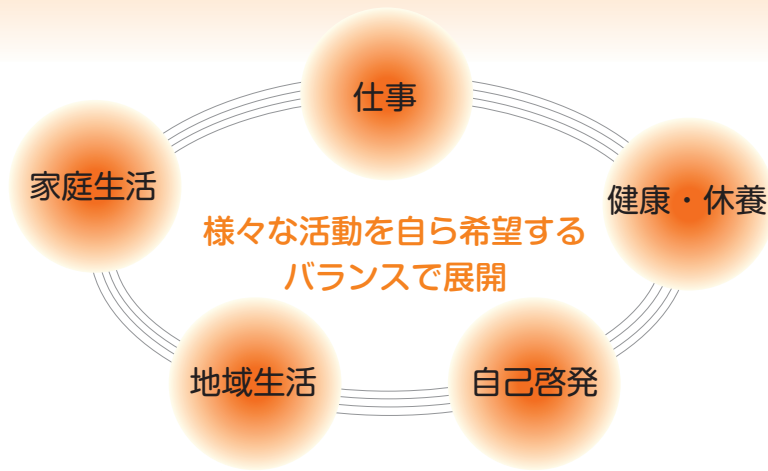 仕事
家庭生活
健康・休養
様々な活動を自ら希望する
バランスで展開
地域生活
自己啓発